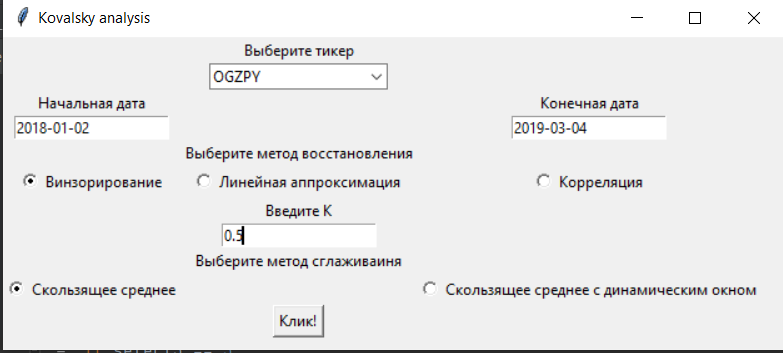 Kovalsky analysis
Выберите тикер
OGZPY
Начальная дата Конечная дата
2018-01-02 2019-03-04
Выберите метод восстановления
Винзорирование Линейная аппроксимация Корреляция
Введите К
0.5
Выберите метод сглаживаиня
Скользящее среднее Скользящее среднее с динамическим окном
Клик!